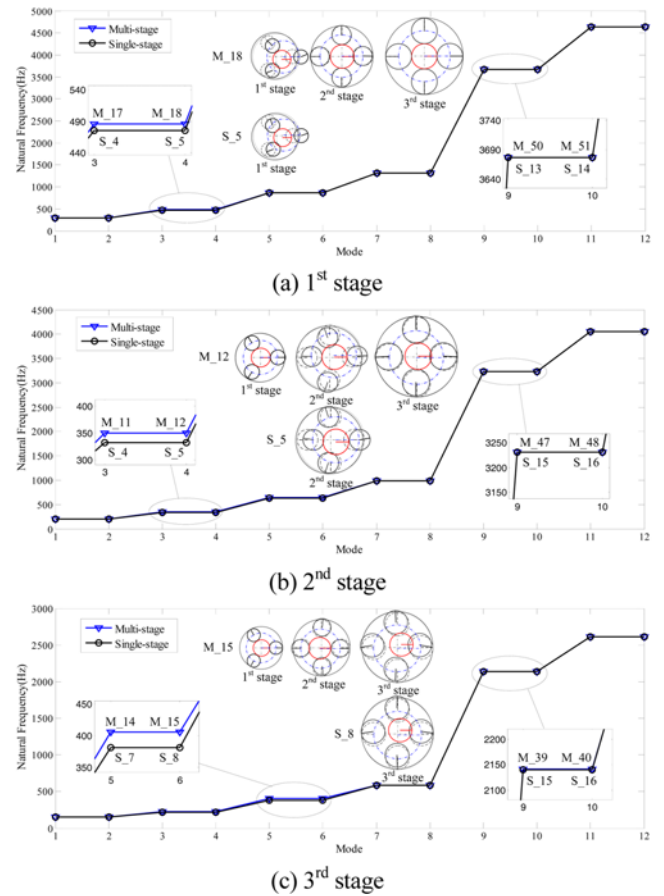 5000
4500
4000
3500
3000
2500
2000
1500
1000
500
0
Natural Frequency(Hz)
Multi-stage
Single-stage
M_18
1st stage
2nd stage
3rd stage
S_5
1st stage
540
490
440
M_17 M_18
S_4 S_5
3 4
3740
3690
3640
M_50 M_51
S_13 S_14
9 10
1 2 3 4 5 6 7 8 9 10 11 12
Mode
(a) 1st stage
4500
4000
3500
3000
2500
2000
1500
1000
500
0
Natural Frequency(Hz)
Multi-stage
Single-stage
M_12
1st stage
2nd stage
3rd stage
S_5
2nd stage
400
350
300
M_11 M_12
S_4 S_5
3 4
3250
3200
3150
M_47 M_48
S_15 S_16
9 10
1 2 3 4 5 6 7 8 9 10 11 12
Mode
(b) 2nd stage
3000
2500
2000
1500
1000
500
0
Natural Frequency(Hz)
Multi-stage
Single-stage
M_15
1st stage
2nd stage
3rd stage
S_8
3rd stage
450
400
350
M_14 M_15
S_7 S_8
5 6
2200
2150
2100
M_39 M_40
S_15 S_16
9 10
1 2 3 4 5 6 7 8 9 10 11 12
Mode
(c) 3rd stage